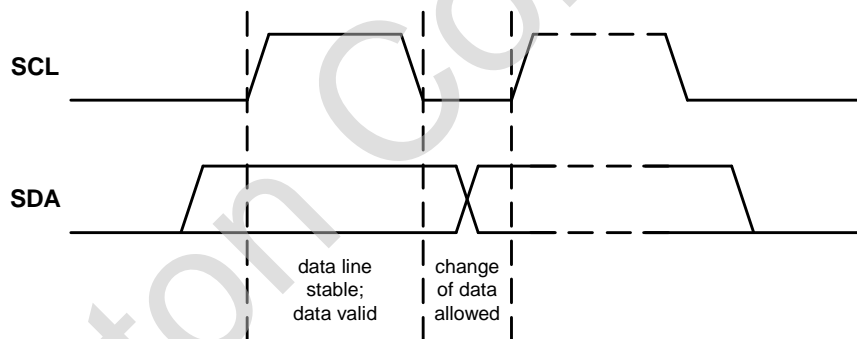 SCL
SDA
data line
stable;
data valid
change
of data
allowed